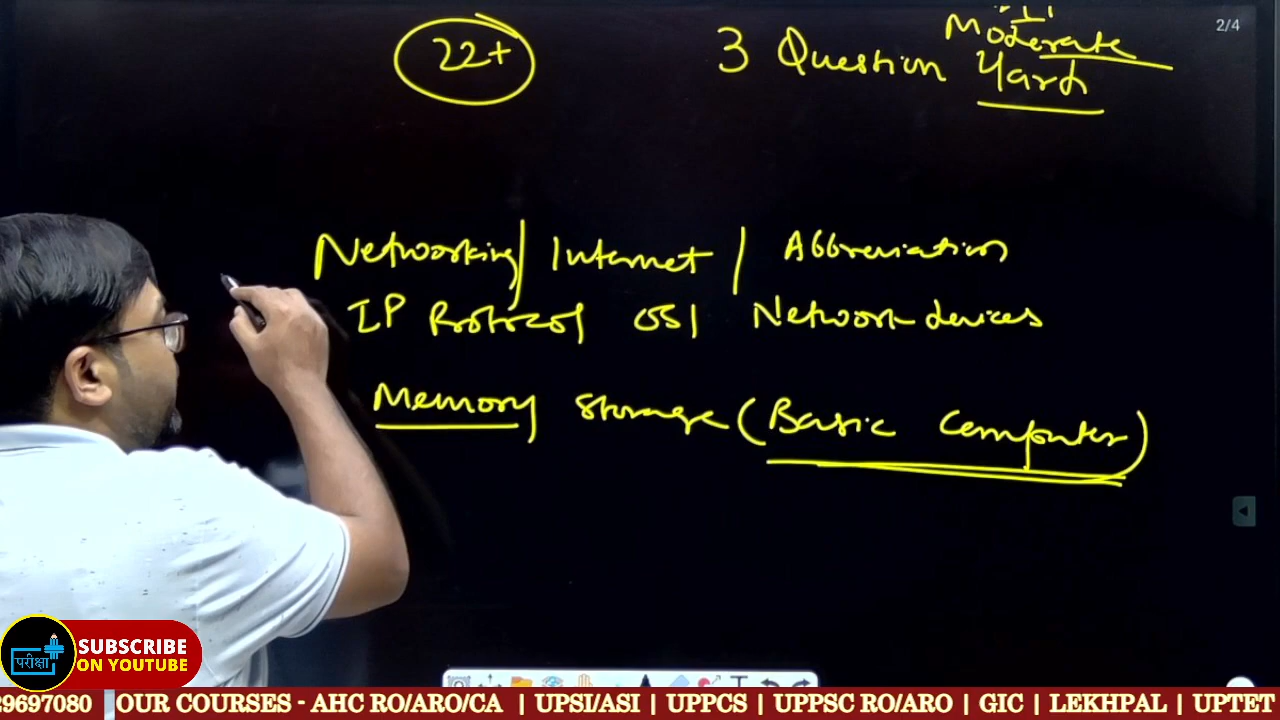 2/4
Moderate
22+
3 Question Hard
Networking/ Internet / Abbreviation
IP Protocol OSI Network devices
Memory Storage (Basic Computer)
परीक्षा
SUBSCRIBE
ON YOUTUBE
29697080 OUR COURSES - AHC RO/ARO/CA | UPSI/ASI | UPPCS | UPPSC RO/ARO | GIC | LEKHPAL | UPTET